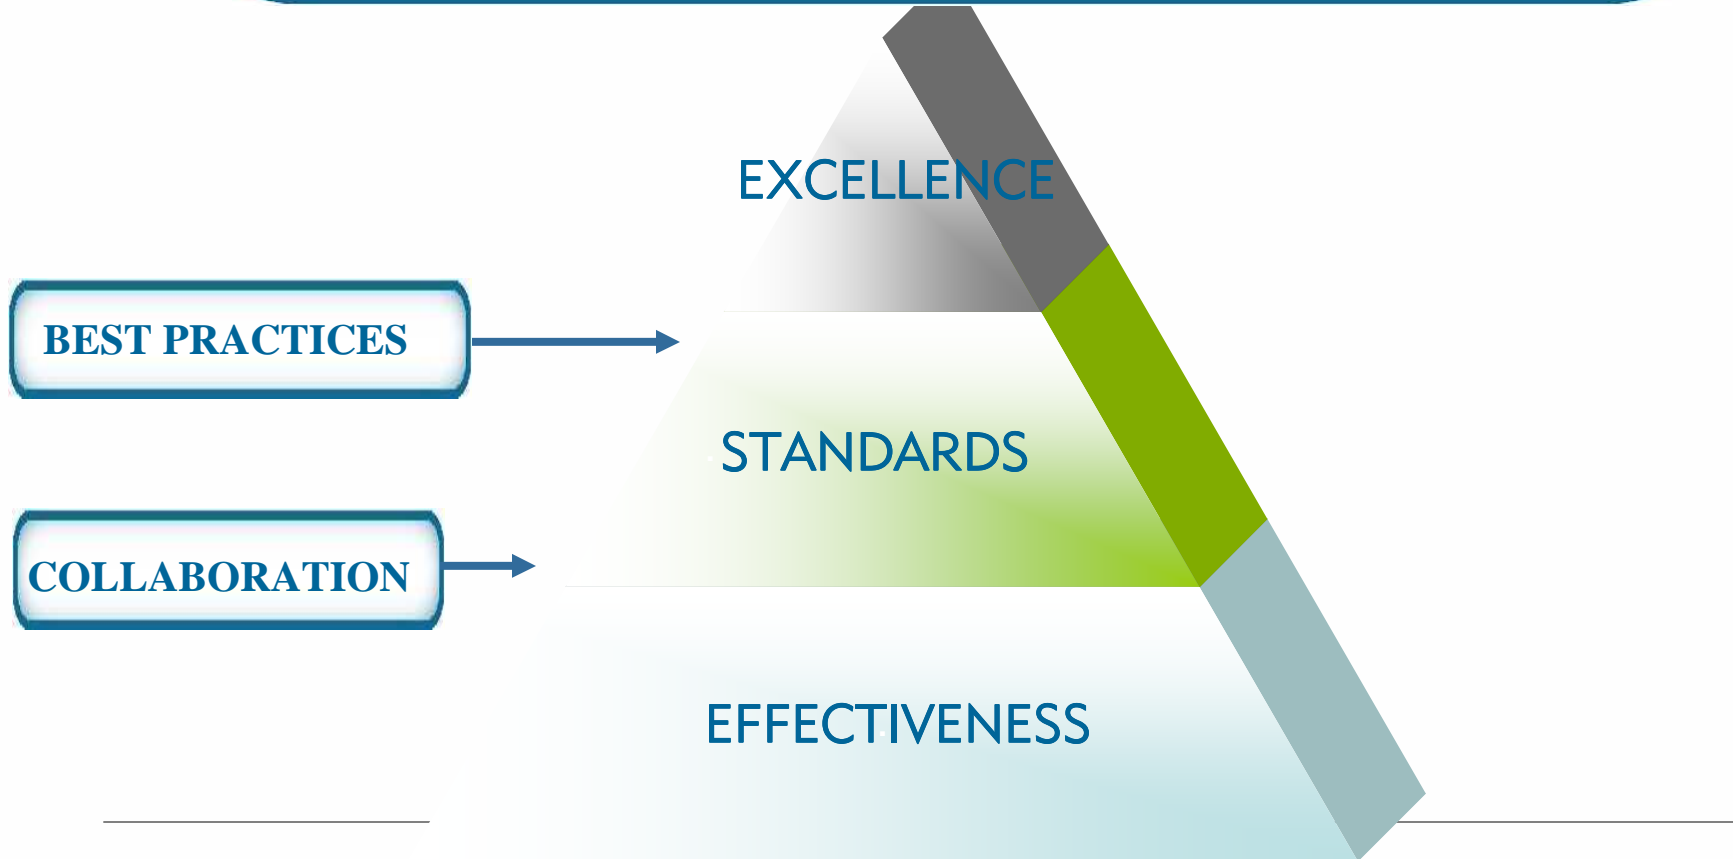 EXCELLENCE
BEST PRACTICES
STANDARDS
COLLABORATION
EFFECTIVENESS